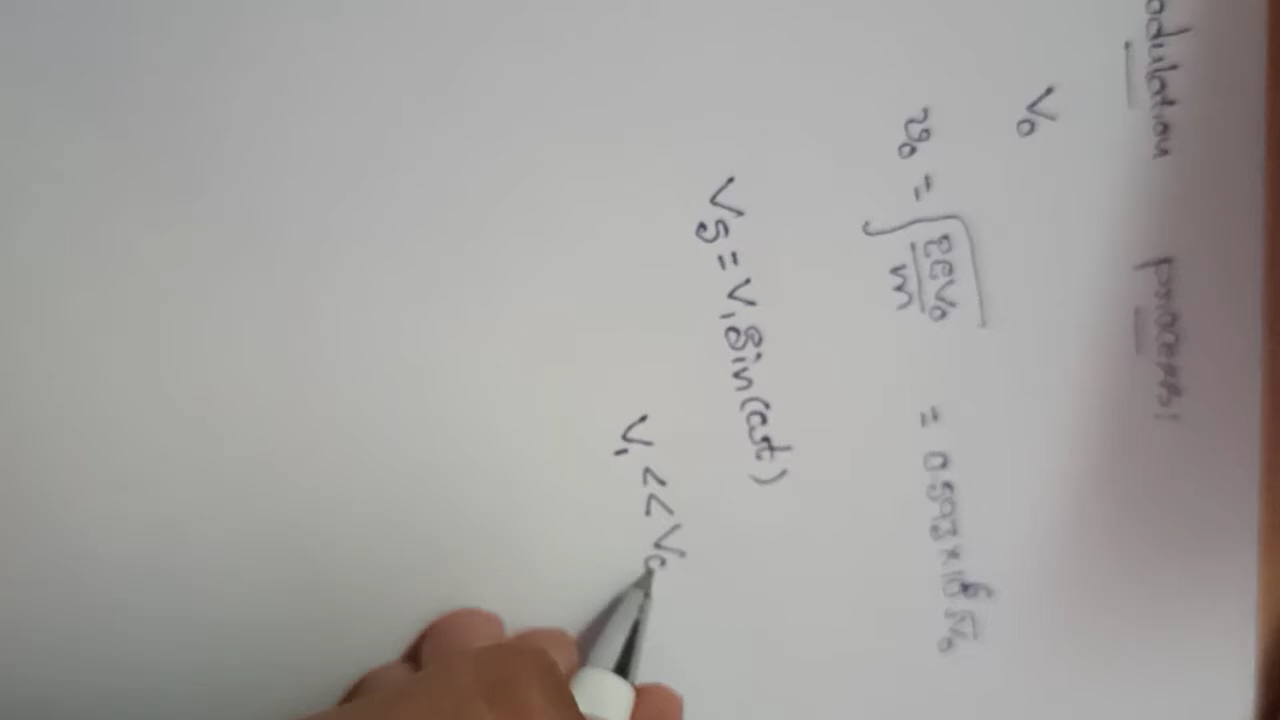 odulation process:
V₀
v₀ = √(2eV₀/m) = 0.593 × 10⁶ √V₀
Vs = V₁ sin(ωt)
V₁ << V₀